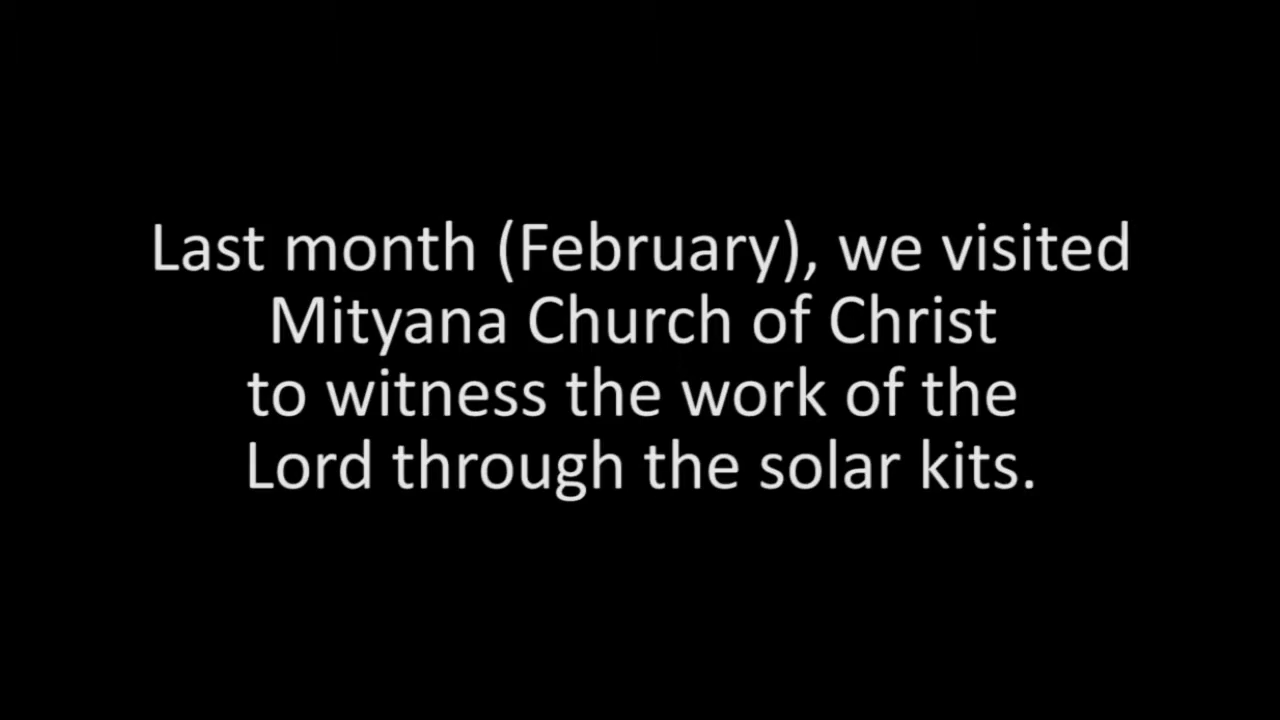 Last month (February), we visited
Mityana Church of Christ
to witness the work of the
Lord through the solar kits.